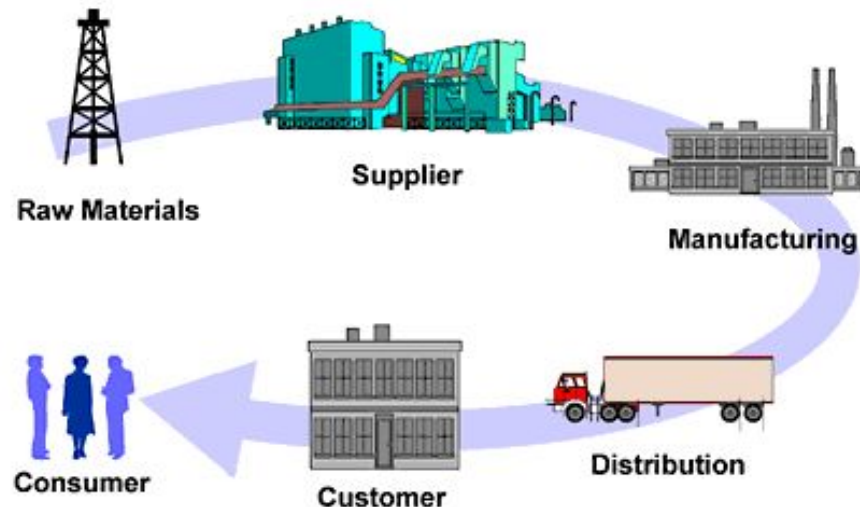 Raw Materials
Supplier
Manufacturing
Distribution
Customer
Consumer